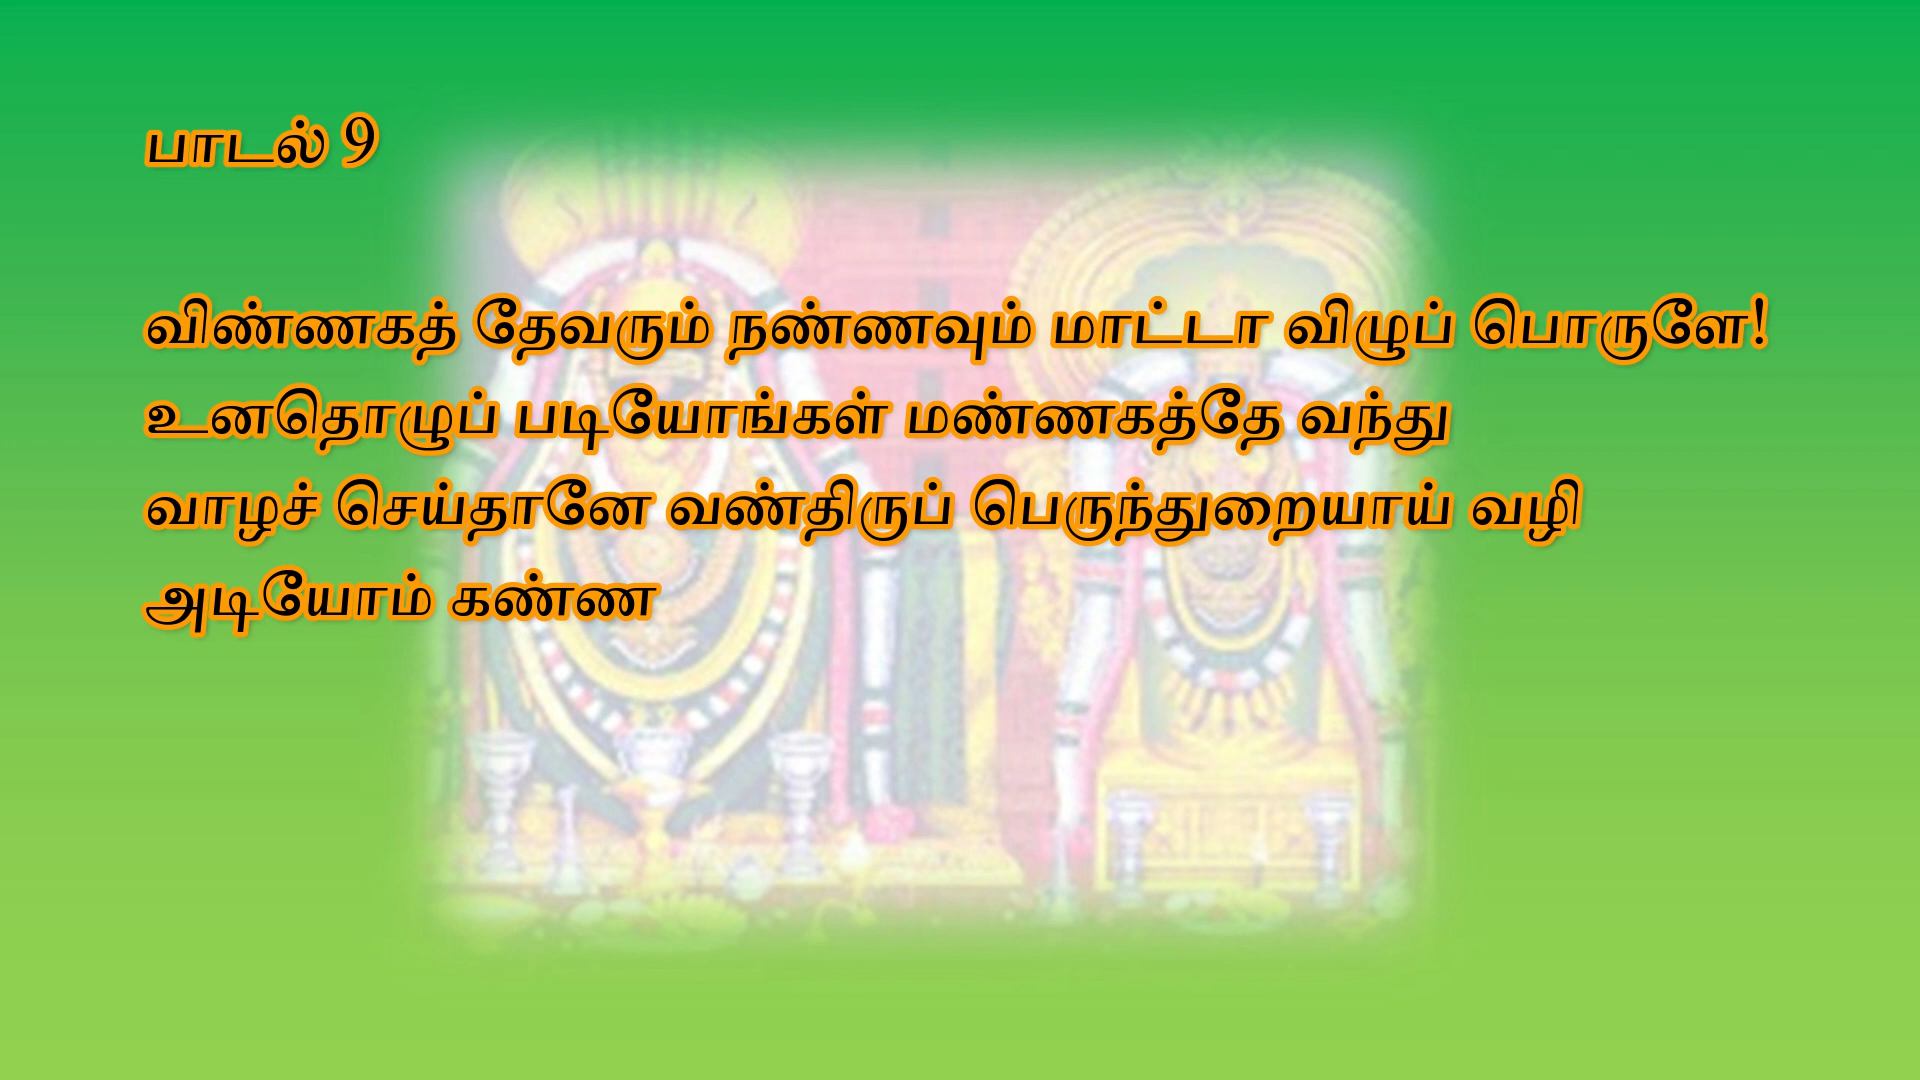 பாடல் 9
விண்ணகத் தேவரும் நண்ணவும் மாட்டா விழுப் பொருளே!
உனதொழுப் படியோங்கள் மண்ணகத்தே வந்து
வாழச் செய்தானே வண்திருப் பெருந்துறையாய் வழி
அடியோம் கண்ண